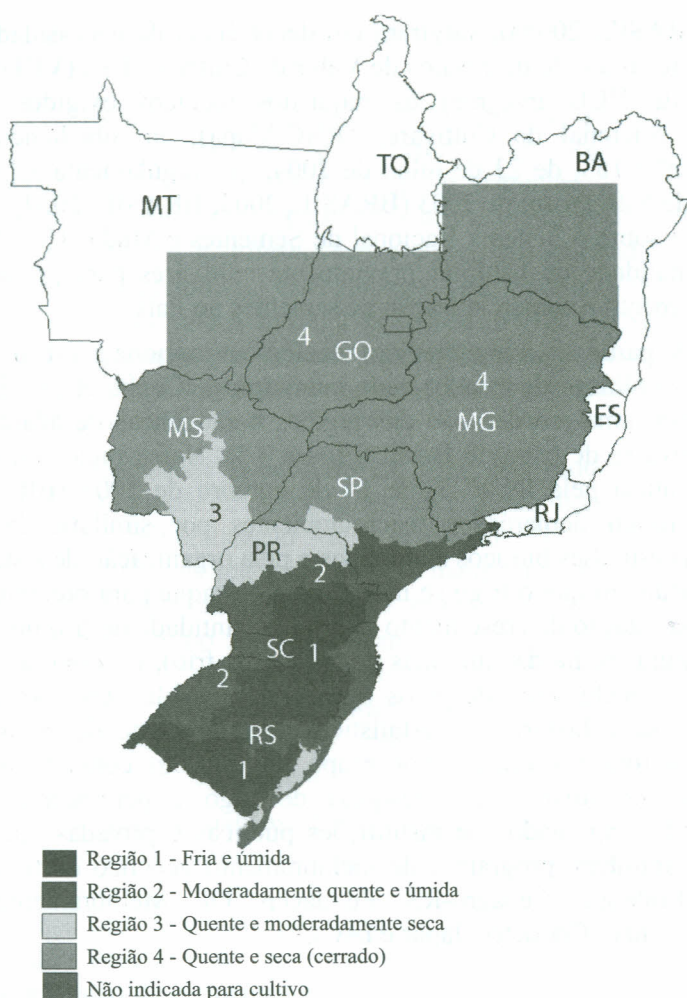 TO
BA
MT
4
GO
4
MG
MS
ES
SP
3
RJ
PR
2
SC
1
2
RS
1
Região 1 - Fria e úmida
Região 2 - Moderadamente quente e úmida
Região 3 - Quente e moderadamente seca
Região 4 - Quente e seca (cerrado)
Não indicada para cultivo